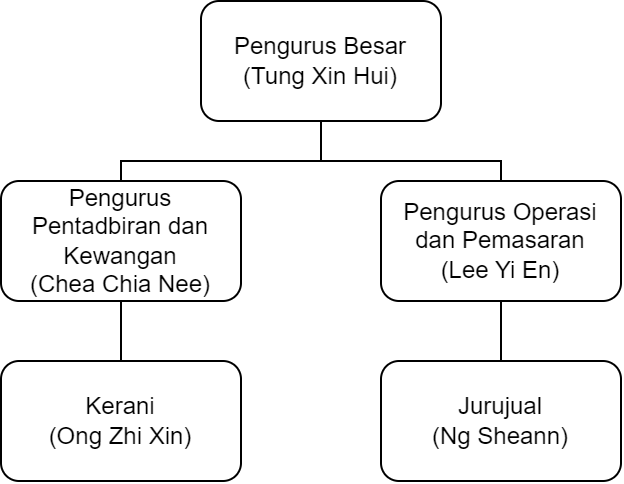 Pengurus Besar
(Tung Xin Hui)
Pengurus
Pentadbiran dan
Kewangan
(Chea Chia Nee)
Pengurus Operasi
dan Pemasaran
(Lee Yi En)
Kerani
(Ong Zhi Xin)
Jurujual
(Ng Sheann)